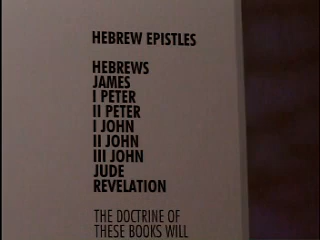 HEBREW EPISTLES
HEBREWS
JAMES
I PETER
II PETER
I JOHN
II JOHN
III JOHN
JUDE
REVELATION
THE DOCTRINE OF
THESE BOOKS WILL